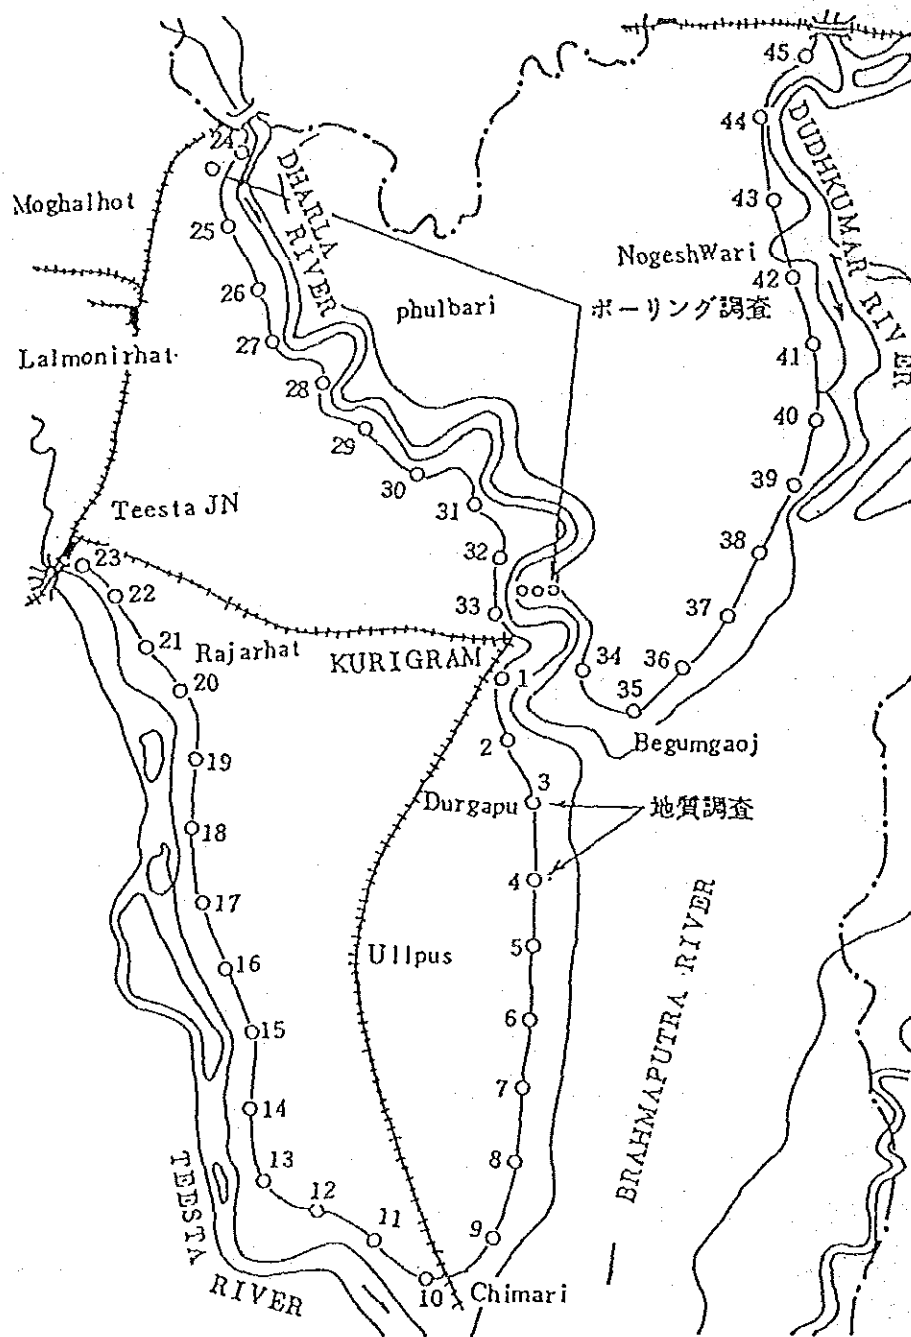 45
44
24
DHARLA RIVER
DUDHKUMAR RIVER
Moghalhot
43
25
NogeshWari
42
26
phulbari
ボーリング調査
27
41
Lalmonirhat
28
40
29
39
30
31
Teesta JN
38
32
23
22
37
33
21
Rajarhat
KURIGRAM
34
36
20
1
35
2
Begumgaoj
19
3
Durgapu
地質調査
18
4
17
BRAHMAPUTRA RIVER
Ullpus
5
16
6
15
7
14
8
TEESTA RIVER
13
12
11
9
10
Chimari